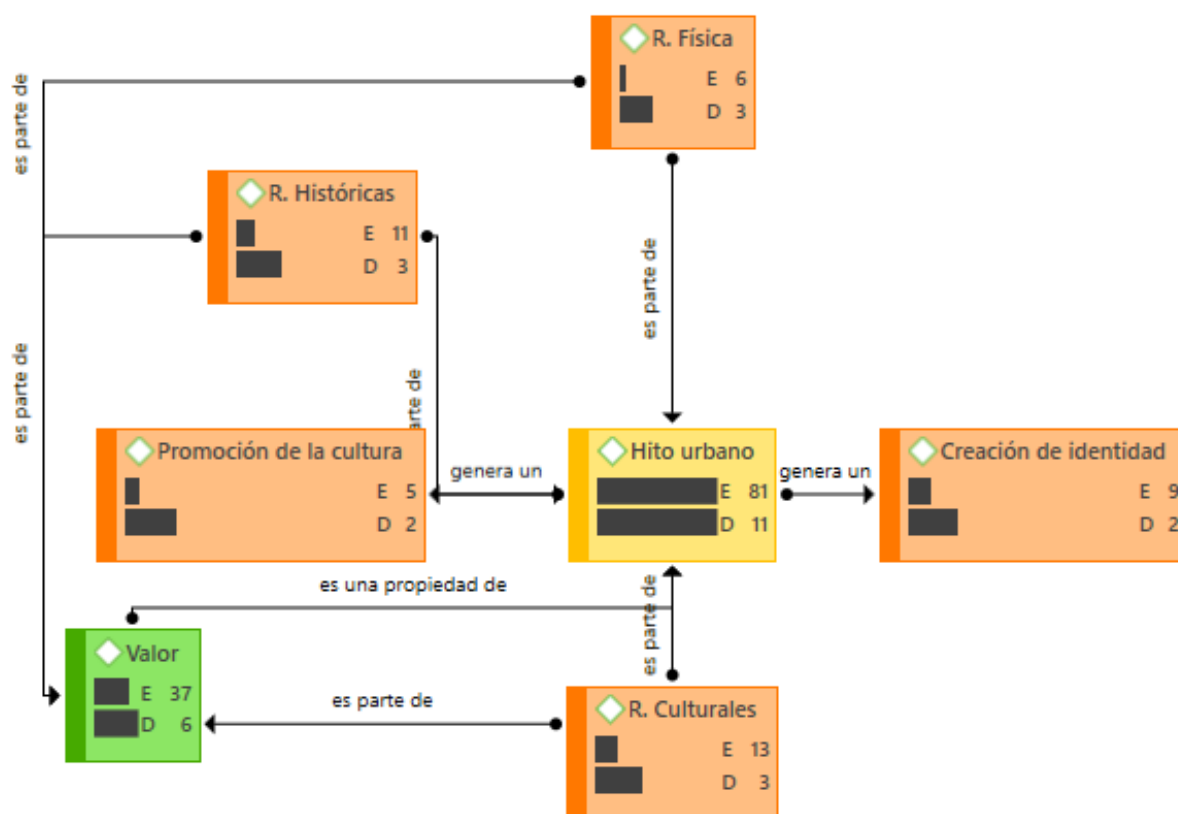 R. Física
E 6
D 3
es parte de
R. Históricas
E 11
D 3
es parte de
es parte de
arte de
Promoción de la cultura
E 5
D 2
genera un
Hito urbano
E 81
D 11
genera un
Creación de identidad
E 9
D 2
es una propiedad de
es parte de
Valor
E 37
D 6
es parte de
R. Culturales
E 13
D 3